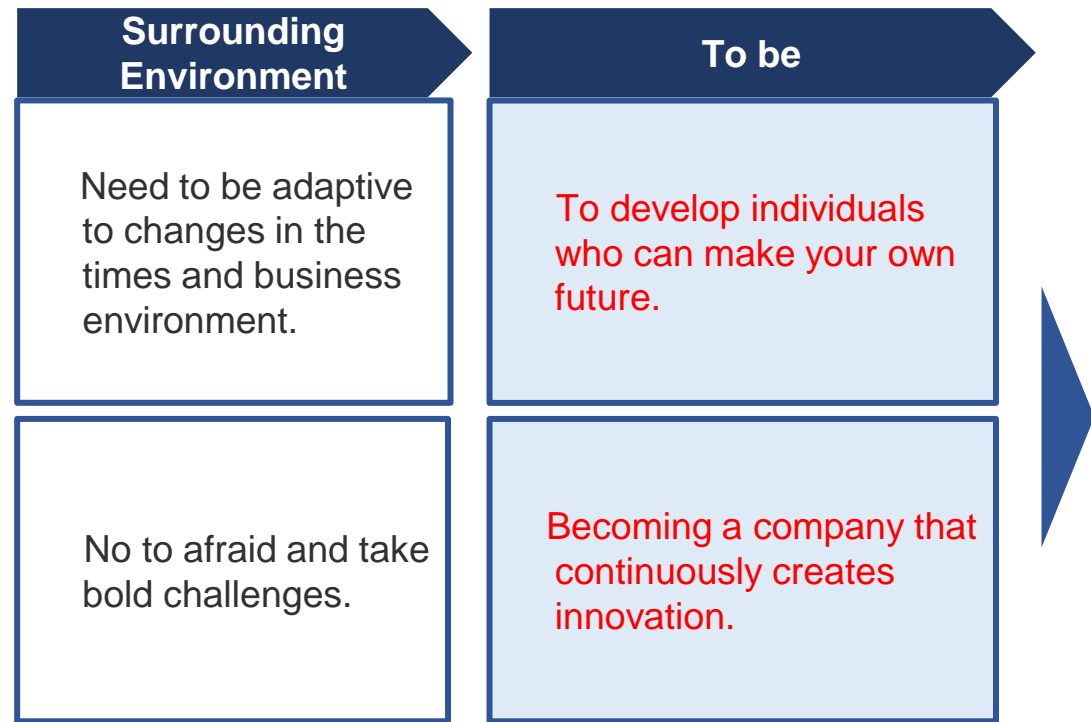 Surrounding
Environment
To be
Need to be adaptive
to changes in the
times and business
environment.
To develop individuals
who can make your own
future.
No to afraid and take
bold challenges.
Becoming a company that
continuously creates
innovation.